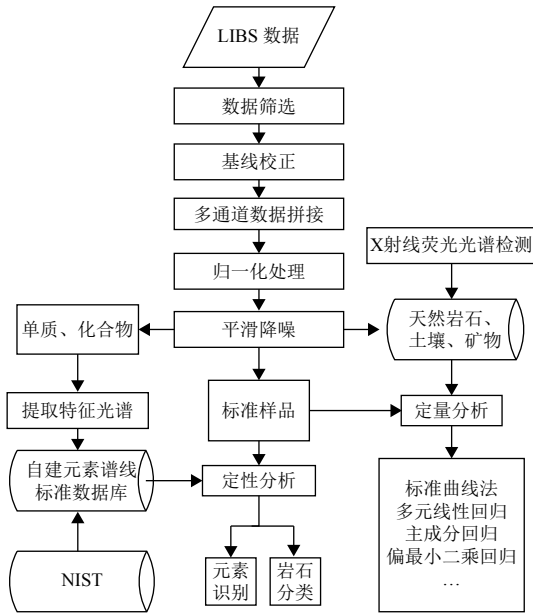 LIBS 数据
数据筛选
基线校正
多通道数据拼接
X射线荧光光谱检测
归一化处理
单质、化合物
平滑降噪
天然岩石、
土壤、矿物
提取特征光谱
标准样品
定量分析
自建元素谱线
标准数据库
定性分析
标准曲线法
多元线性回归
主成分回归
偏最小二乘回归
…
NIST
元素
识别
岩石
分类